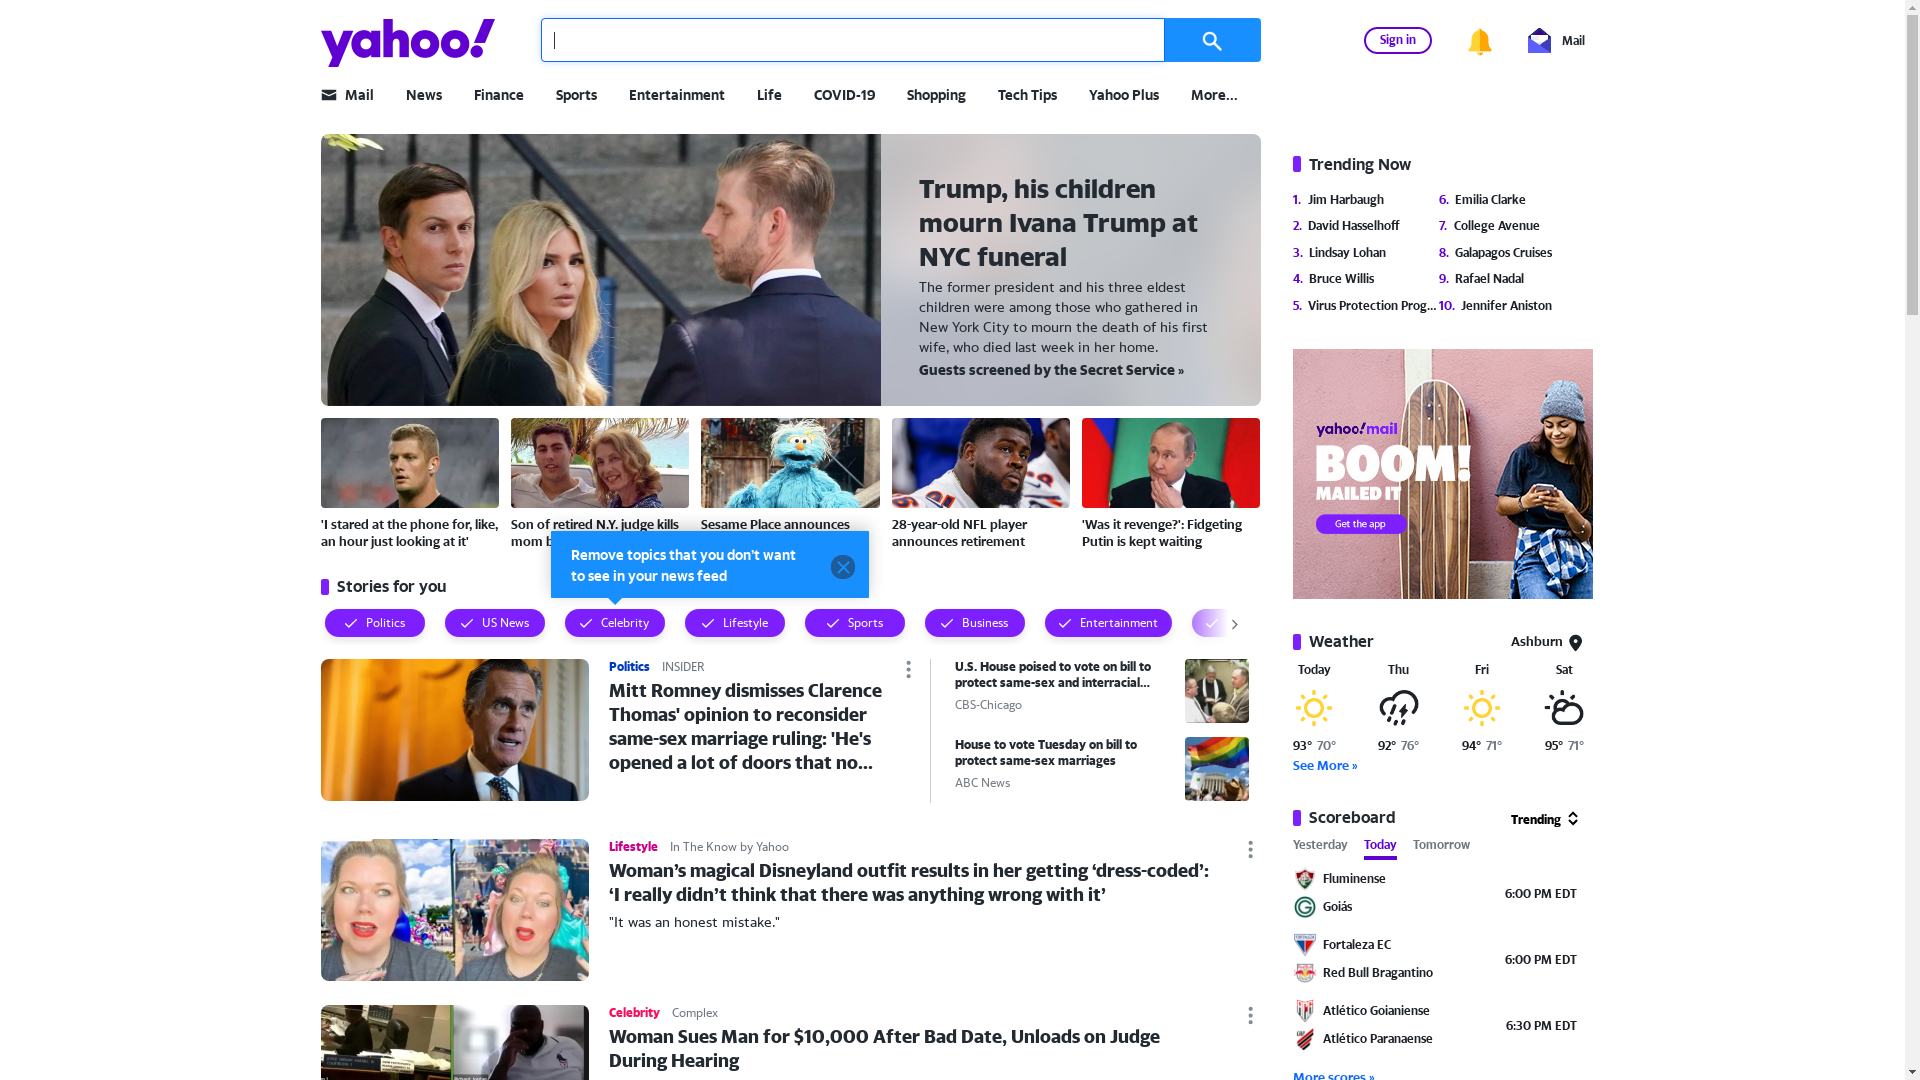 yahoo!
Sign in
Mail
Mail
News
Finance
Sports
Entertainment
Life
COVID-19
Shopping
Tech Tips
Yahoo Plus
More...
Trump, his children
mourn Ivana Trump at
NYC funeral
The former president and his three eldest
children were among those who gathered in
New York City to mourn the death of his first
wife, who died last week in her home.
Guests screened by the Secret Service »
'I stared at the phone for, like,
an hour just looking at it'
Son of retired N.Y. judge kills
mom
Sesame Place announces
28-year-old NFL player
announces retirement
'Was it revenge?': Fidgeting
Putin is kept waiting
Remove topics that you don't want
to see in your news feed
Stories for you
Politics
US News
Celebrity
Lifestyle
Sports
Business
Entertainment
Politics INSIDER
Mitt Romney dismisses Clarence
Thomas' opinion to reconsider
same-sex marriage ruling: 'He's
opened a lot of doors that no...
U.S. House poised to vote on bill to
protect same-sex and interracial...
CBS-Chicago
House to vote Tuesday on bill to
protect same-sex marriages
ABC News
Lifestyle In The Know by Yahoo
Woman's magical Disneyland outfit results in her getting 'dress-coded':
'I really didn't think that there was anything wrong with it'
"It was an honest mistake."
Celebrity Complex
Woman Sues Man for $10,000 After Bad Date, Unloads on Judge
During Hearing
Trending Now
1. Jim Harbaugh
2. David Hasselhoff
3. Lindsay Lohan
4. Bruce Willis
5. Virus Protection Prog...
6. Emilia Clarke
7. College Avenue
8. Galapagos Cruises
9. Rafael Nadal
10. Jennifer Aniston
yahoo!mail
BOOM!
MAILED IT
Get the app
Weather
Ashburn
Today Thu Fri Sat
93° 70° 92° 76° 94° 71° 95° 71°
See More »
Scoreboard
Trending
Yesterday Today Tomorrow
Fluminense
Goiás
6:00 PM EDT
Fortaleza EC
Red Bull Bragantino
6:00 PM EDT
Atlético Goianiense
Atlético Paranaense
6:30 PM EDT
More scores »